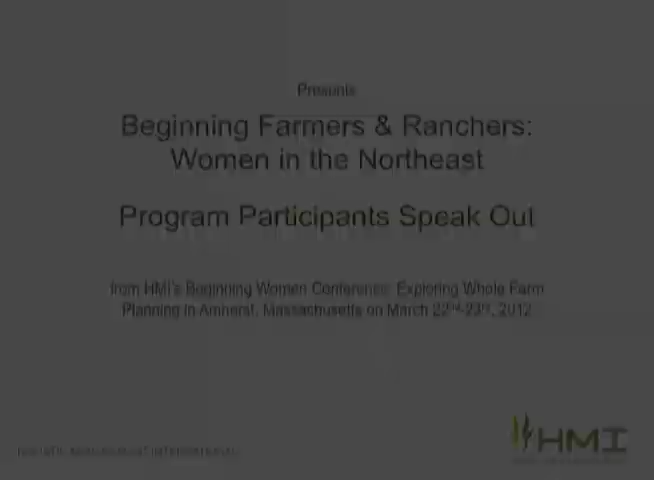 Presents
Beginning Farmers & Ranchers:
Women in the Northeast
Program Participants Speak Out
from HMI's Beginning Women Conference: Exploring Whole Farm
Planning in Amherst, Massachusetts on March 22nd-23rd, 2012
HMI